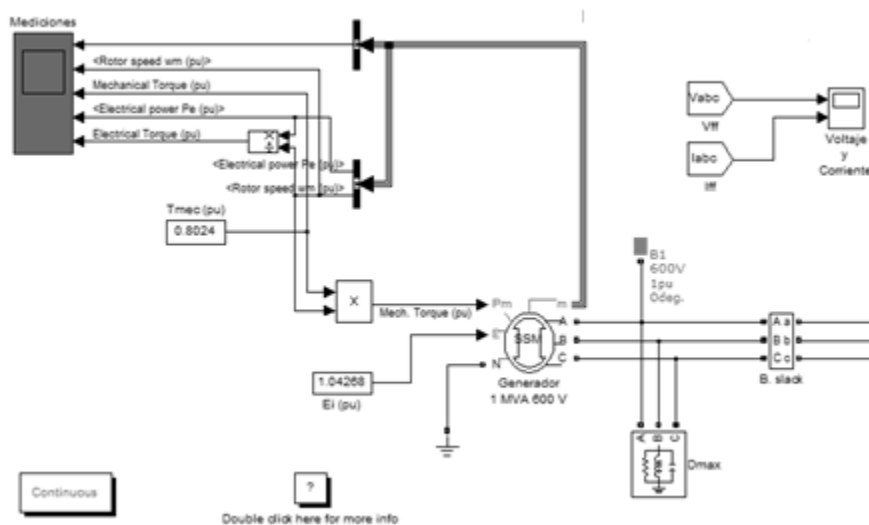 Mediciones
<Rotor speed wm (pu)>
Mechanical Torque (pu)
<Electrical power Pe (pu)>
Electrical Torque (pu)
<Electrical power Pe (pu)>
<Rotor speed wm (pu)>
Tmec (pu)
0.8024
X
Mech. Torque (pu)
1.04268
Ei (pu)
Pm
E
N
m
A
B
C
SSM
Generador
1 MVA 600 V
Vabc
Vff
Iabc
Iff
Voltaje
y
Corriente
B1
600V
1pu
0deg.
A a
B b
C c
B. slack
A B C
Dmax
Continuous
?
Double click here for more info